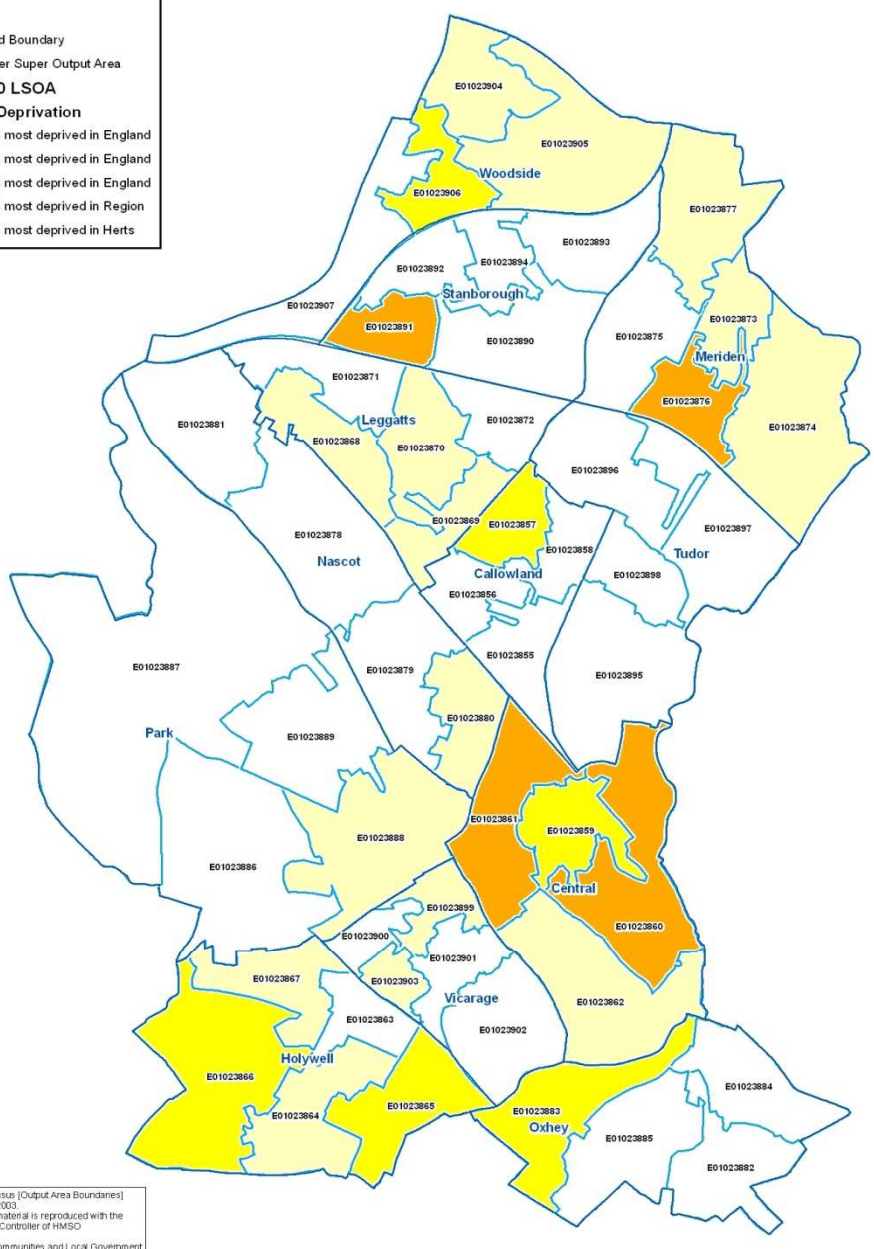 d Boundary
er Super Output Area
0 LSOA
Deprivation
most deprived in England
most deprived in England
most deprived in England
most deprived in Region
most deprived in Herts
E01023904
E01023905
Woodside
E01023906
E01023877
E01023893
E01023894
E01023892
Stanborough
E01023907
E01023891
E01023873
E01023890
E01023875
Meriden
E01023871
E01023876
Leggatts
E01023872
E01023881
E01023874
E01023868
E01023870
E01023896
E01023869
E01023857
E01023897
E01023878
E01023858
Nascot
Tudor
Callowland
E01023898
E01023856
E01023855
E01023887
E01023879
E01023895
E01023880
Park
E01023889
E01023861
E01023859
E01023888
E01023886
Central
E01023899
E01023860
E01023900
E01023901
E01023867
E01023903
Vicarage
E01023862
E01023863
E01023902
Holywell
E01023866
E01023884
E01023864
E01023865
E01023883
Oxhey
E01023885
E01023882
sus [Output Area Boundaries]
2003.
material is reproduced with the
Controller of HMSO
ommunities and Local Government